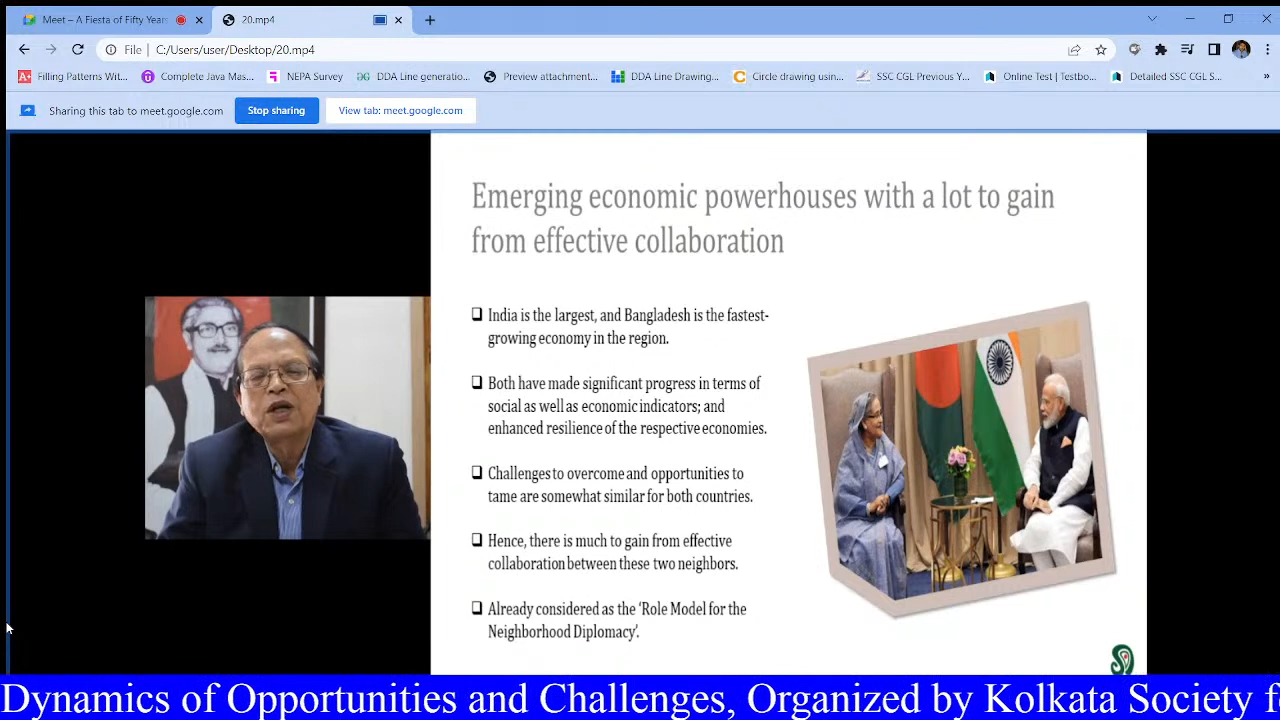 Meet – A Fiesta of Fifty Years
20.mp4
File
C:/Users/user/Desktop/20.mp4
Filling Patterns Wit...
Complete Java Mas...
NEPA Survey
DDA Line generatio...
Preview attachment...
DDA Line Drawing...
Circle drawing usin...
SSC CGL Previous Y...
Online Test | Testbo...
Detailed SSC CGL S...
Sharing this tab to meet.google.com
Stop sharing
View tab: meet.google.com
Emerging economic powerhouses with a lot to gain
from effective collaboration
India is the largest, and Bangladesh is the fastest-
growing economy in the region.
Both have made significant progress in terms of
social as well as economic indicators; and
enhanced resilience of the respective economies.
Challenges to overcome and opportunities to
tame are somewhat similar for both countries.
Hence, there is much to gain from effective
collaboration between these two neighbors.
Already considered as the ‘Role Model for the
Neighborhood Diplomacy’.
Dynamics of Opportunities and Challenges, Organized by Kolkata Society f